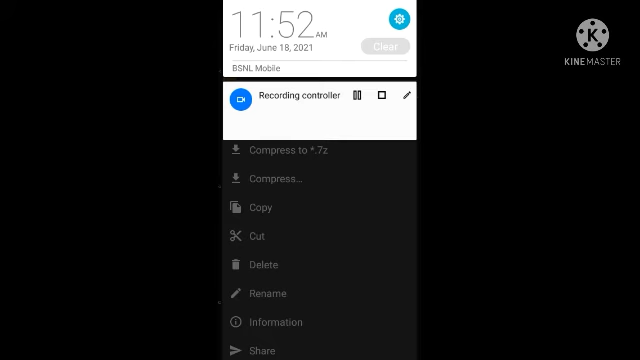 11:52 AM
Friday, June 18, 2021
Clear
BSNL Mobile
KINEMASTER
Recording controller
Compress to *.7z
Compress...
Copy
Cut
Delete
Rename
Information
Share